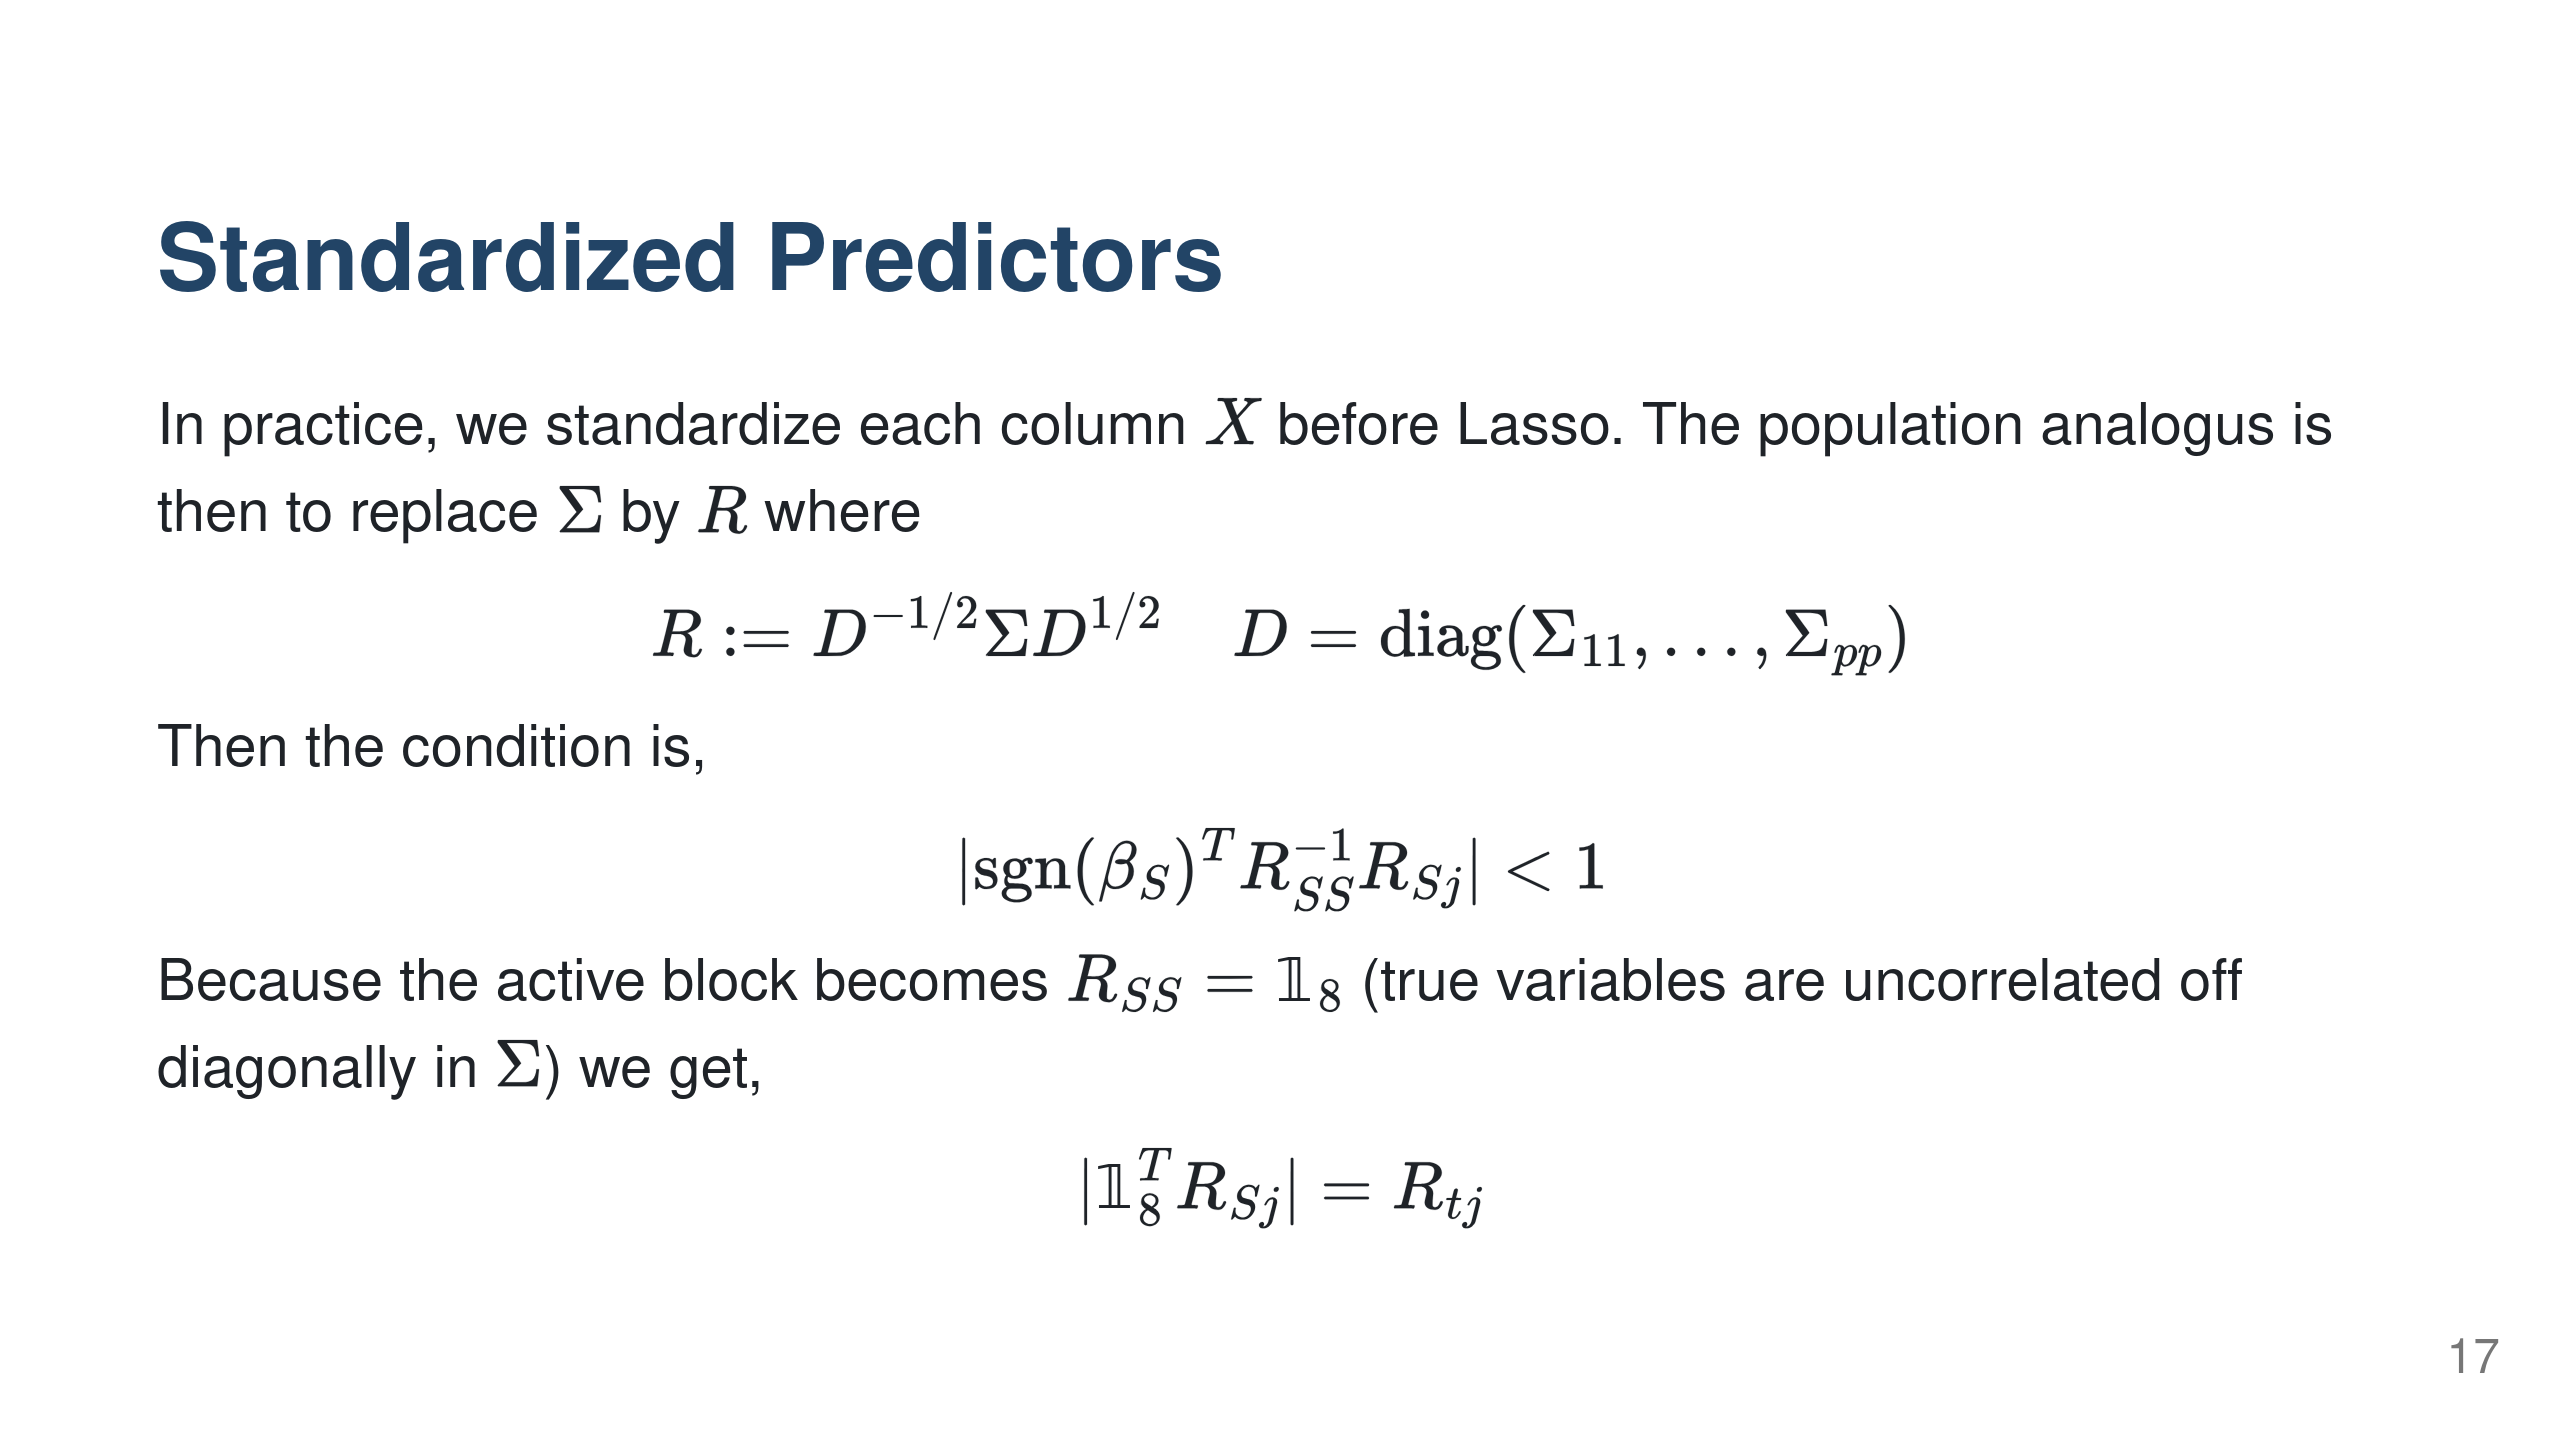 Standardized Predictors
In practice, we standardize each column X before Lasso. The population analogus is
then to replace Σ by R where
R := D^{−1/2}ΣD^{1/2}    D = diag(Σ_{11}, . . . , Σ_{pp})
Then the condition is,
|sgn(β_S)^T R_{SS}^{−1} R_{Sj}| < 1
Because the active block becomes R_{SS} = 𝟙_8 (true variables are uncorrelated off
diagonally in Σ) we get,
|𝟙_8^T R_{Sj}| = R_{tj}
17